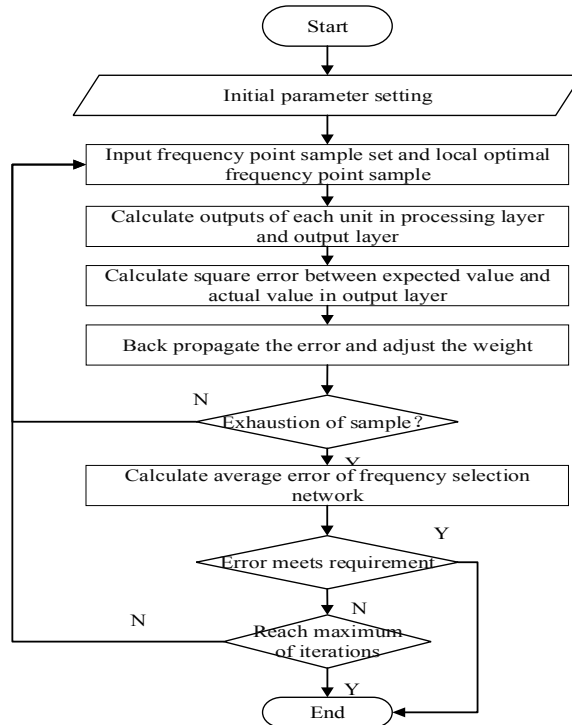 Start
Initial parameter setting
Input frequency point sample set and local optimal
frequency point sample
Calculate outputs of each unit in processing layer
and output layer
Calculate square error between expected value and
actual value in output layer
Back propagate the error and adjust the weight
N
Exhaustion of sample?
Y
Calculate average error of frequency selection
network
Y
Error meets requirement
N
N
Reach maximum
of iterations
Y
End